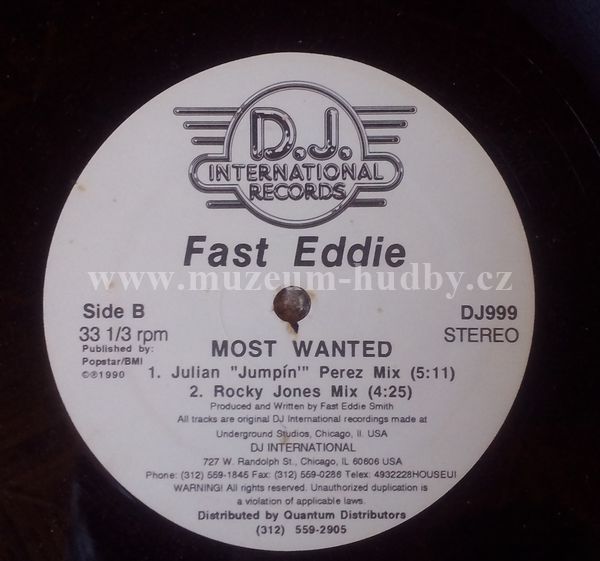 D.J.
INTERNATIONAL
RECORDS
Fast Eddie
www.muzeum-hudby.cz
Side B
DJ999
33 1/3 rpm
STEREO
Published by:
Popstar/BMI
©℗1990
MOST WANTED
1. Julian "Jumpín'" Perez Mix (5:11)
2. Rocky Jones Mix (4:25)
Produced and Written by Fast Eddie Smith
All tracks are original DJ International recordings made at
Underground Studios, Chicago, Il. USA
DJ INTERNATIONAL
727 W. Randolph St., Chicago, IL 60606 USA
Phone: (312) 559-1845 Fax: (312) 559-0286 Telex: 4932228HOUSEUI
WARNING! All rights reserved. Unauthorized duplication is
a violation of applicable laws.
Distributed by Quantum Distributors
(312) 559-2905